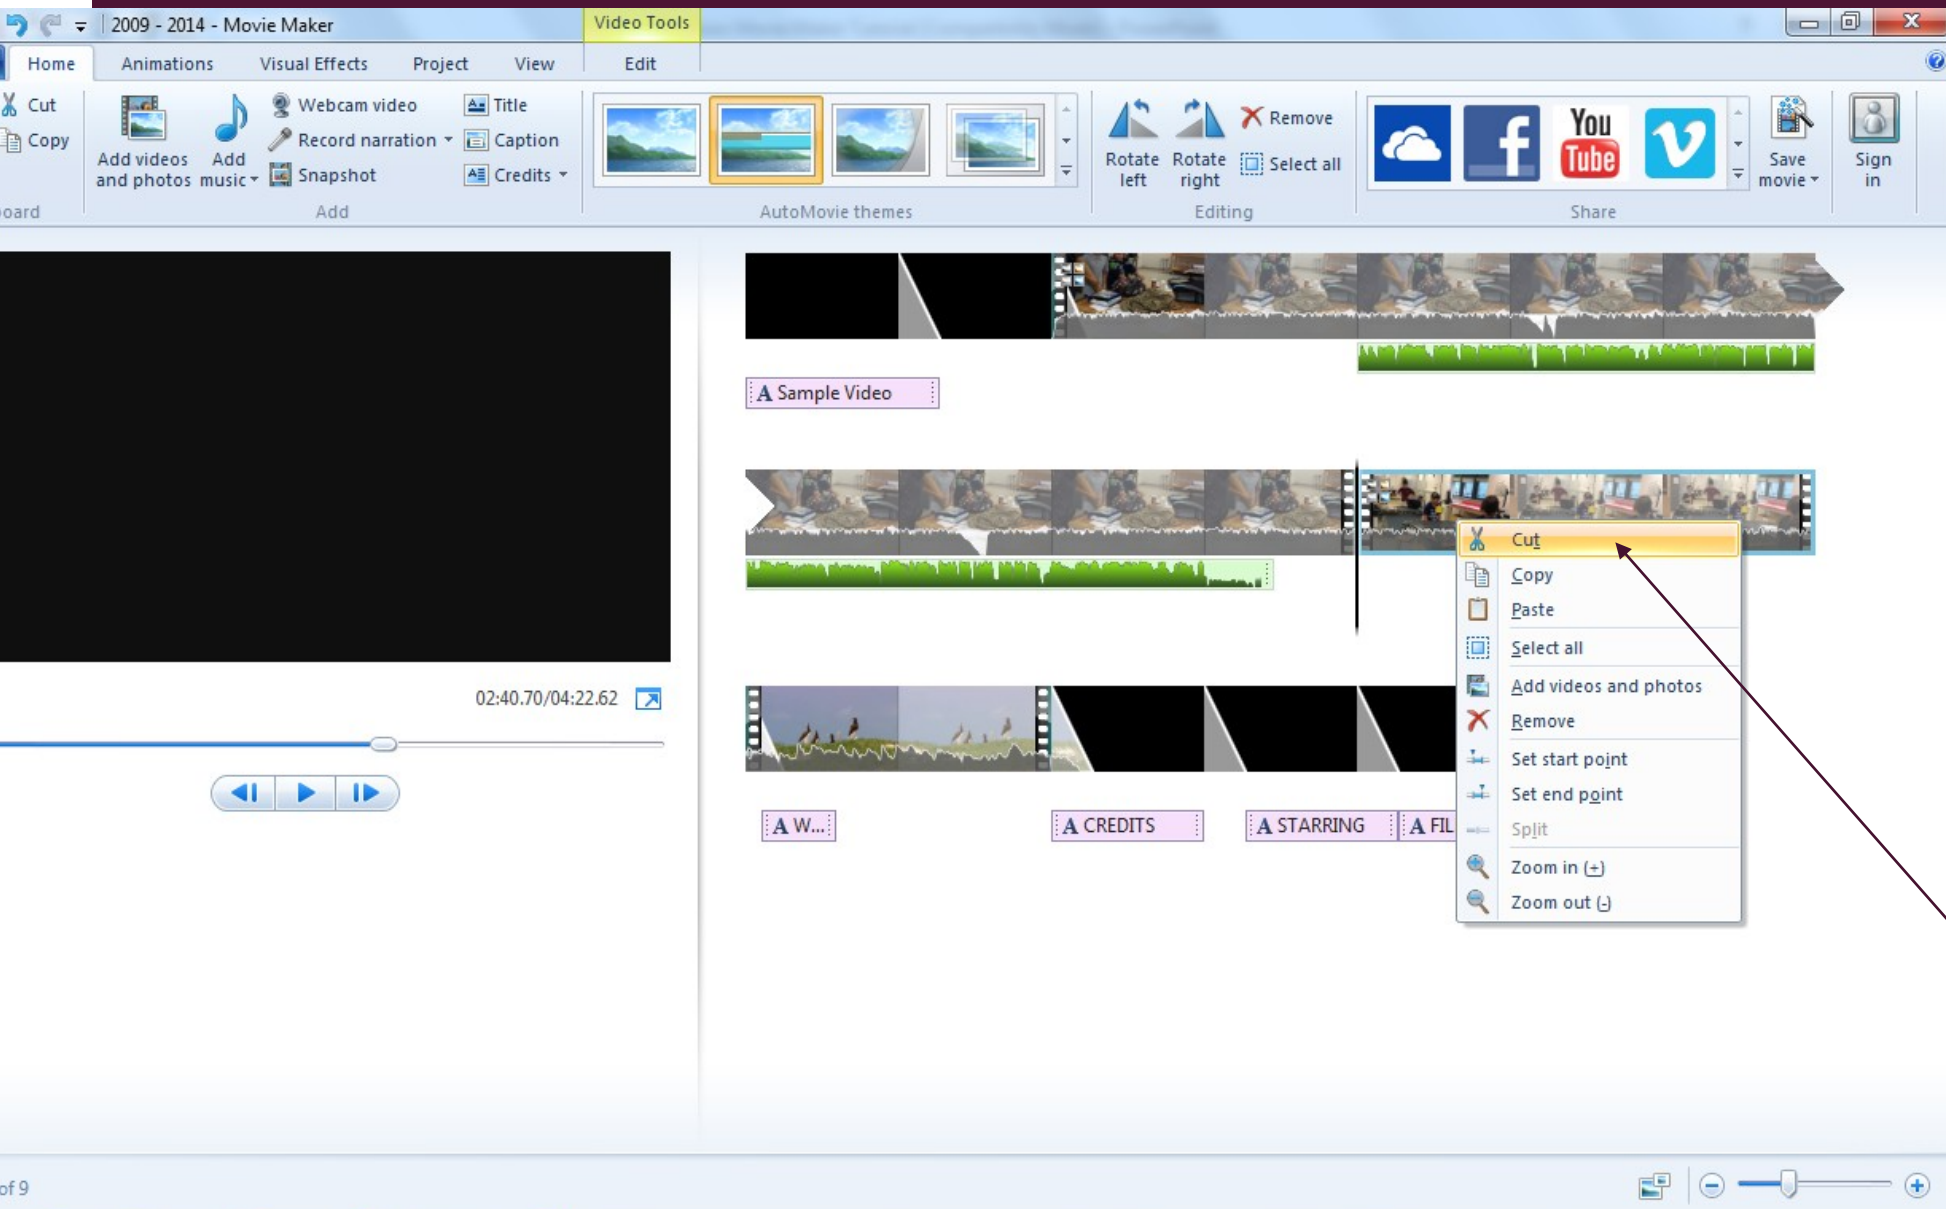 2009 - 2014 - Movie Maker
Video Tools
Home
Animations
Visual Effects
Project
View
Edit
Cut
Copy
Add videos and photos
Add music
Webcam video
Record narration
Snapshot
Title
Caption
Credits
Rotate left
Rotate right
Remove
Select all
You
Tube
Save movie
Sign in
oard
Add
AutoMovie themes
Editing
Share
A Sample Video
Cut
Copy
Paste
Select all
Add videos and photos
Remove
Set start point
Set end point
Split
Zoom in (+)
Zoom out (-)
02:40.70/04:22.62
A W...
A CREDITS
A STARRING
A FIL
of 9